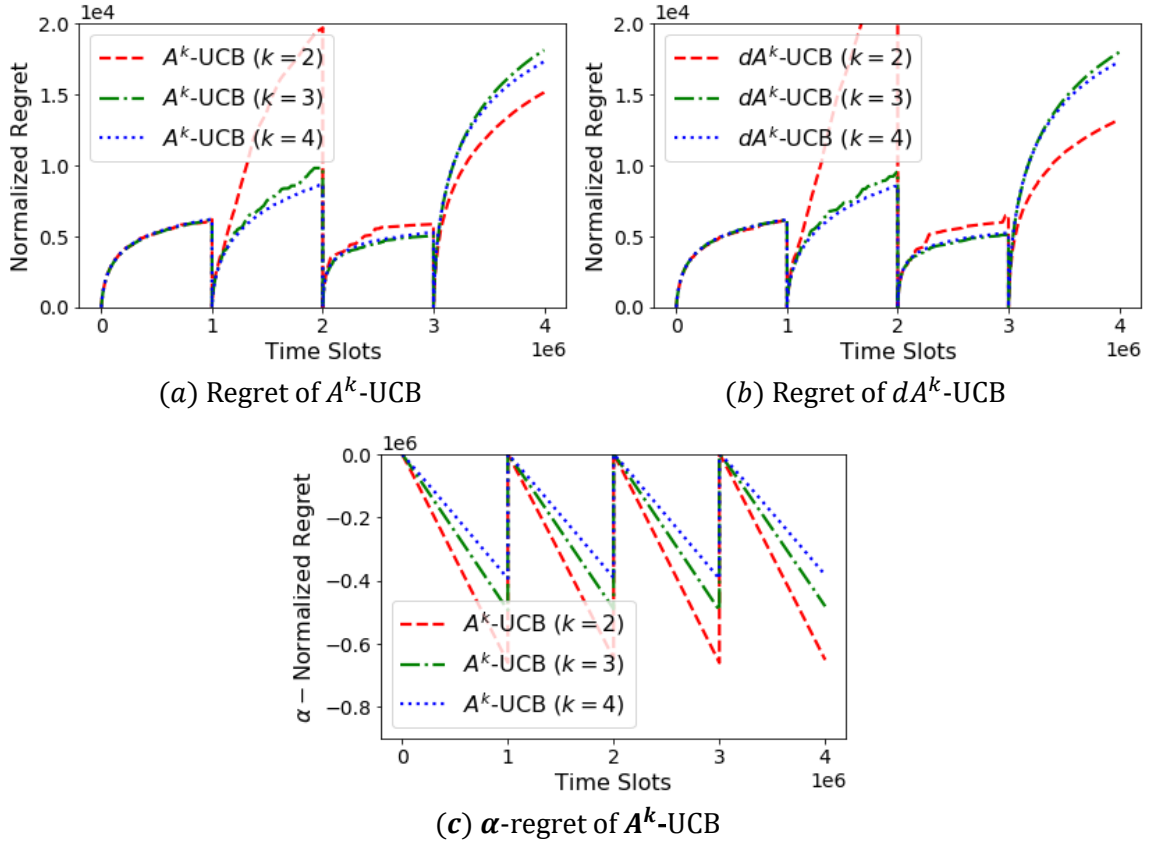 1e4
2.0
1.5
1.0
0.5
0.0
Normalized Regret
A^k-UCB (k = 2)
A^k-UCB (k = 3)
A^k-UCB (k = 4)
0 1 2 3 4
Time Slots
1e6
(a) Regret of A^k-UCB
1e4
2.0
1.5
1.0
0.5
0.0
Normalized Regret
dA^k-UCB (k = 2)
dA^k-UCB (k = 3)
dA^k-UCB (k = 4)
0 1 2 3 4
Time Slots
1e6
(b) Regret of dA^k-UCB
1e6
0.0
−0.2
−0.4
−0.6
−0.8
α − Normalized Regret
A^k-UCB (k = 2)
A^k-UCB (k = 3)
A^k-UCB (k = 4)
0 1 2 3 4
Time Slots
1e6
(c) α-regret of A^k-UCB